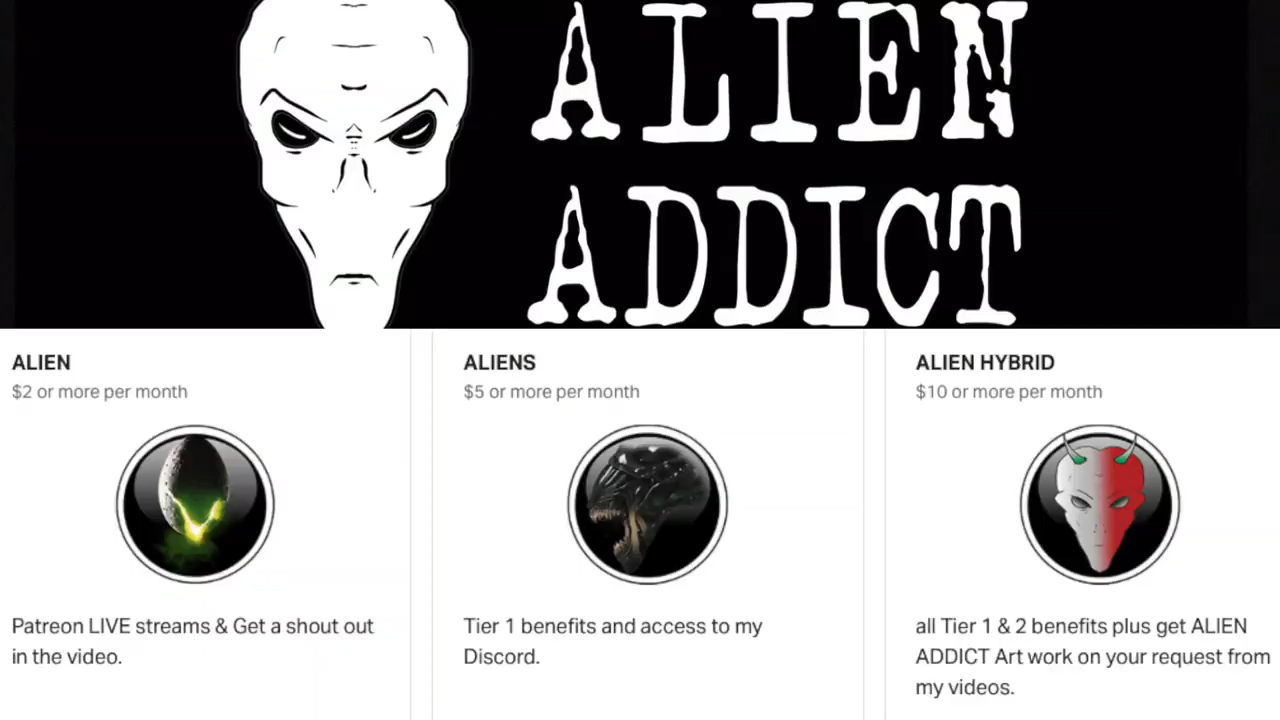 ALIEN
ADDICT
ALIEN
$2 or more per month
Patreon LIVE streams & Get a shout out
in the video.
ALIENS
$5 or more per month
Tier 1 benefits and access to my
Discord.
ALIEN HYBRID
$10 or more per month
all Tier 1 & 2 benefits plus get ALIEN
ADDICT Art work on your request from
my videos.